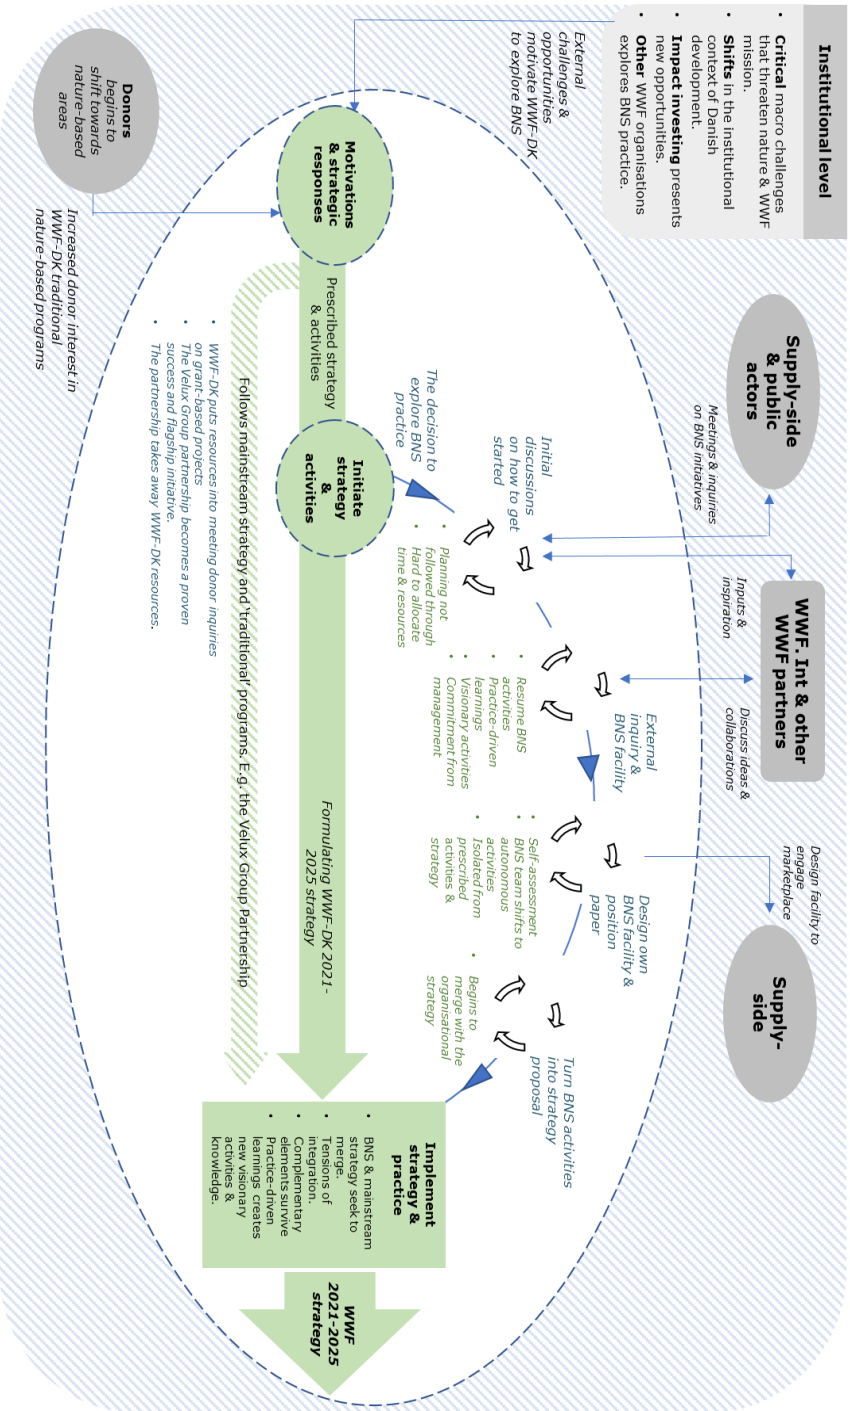 Institutional level
• Critical macro challenges
that threaten nature & WWF
mission.
• Shifts in the institutional
context of Danish
development.
• Impact investing presents
new opportunities.
• Other WWF organisations
explores BNS practice.
External
challenges &
opportunities
motivate WWF-DK
to explore BNS
Supply-side
& public
actors
Meetings & inquiries
on BNS initiatives
WWF. Int & other
WWF partners
Inputs &
inspiration
Discuss ideas &
collaborations
Design facility to
engage
marketplace
Supply-
side
Initial
discussions
on how to get
started
The decision to
explore BNS
practice
• Planning not
followed through
• Hard to allocate
time & resources
External
inquiry &
BNS facility
• Resume BNS
activities
• Practice-driven
learnings
• Visionary activities
• Commitment from
management
Design own
BNS facility &
position
paper
• Self-assessment
• BNS team shifts to
autonomous
activities
• Isolated from
prescribed
activities &
strategy
Turn BNS activities
into strategy
proposal
• Begins to
merge with the
organisational
strategy
Motivations
& strategic
responses
Prescribed strategy
& activities
Initiate
strategy
&
activities
Formulating WWF-DK 2021-
2025 strategy
Implement
strategy &
practice
• BNS & mainstream
strategy seek to
merge.
• Tensions of
integration.
• Complementary
elements survive
• Practice-driven
learnings creates
new visionary
activities &
knowledge.
WWF
2021-2025
strategy
Follows mainstream strategy and 'traditional' programs. E.g. the Velux Group Partnership
• WWF-DK puts resources into meeting donor inquiries
on grant-based projects
• The Velux Group partnership becomes a proven
success and flagship initiative.
• The partnership takes away WWF-DK resources.
Donors
begins to
shift towards
nature-based
areas
Increased donor interest in
WWF-DK traditional
nature-based programs